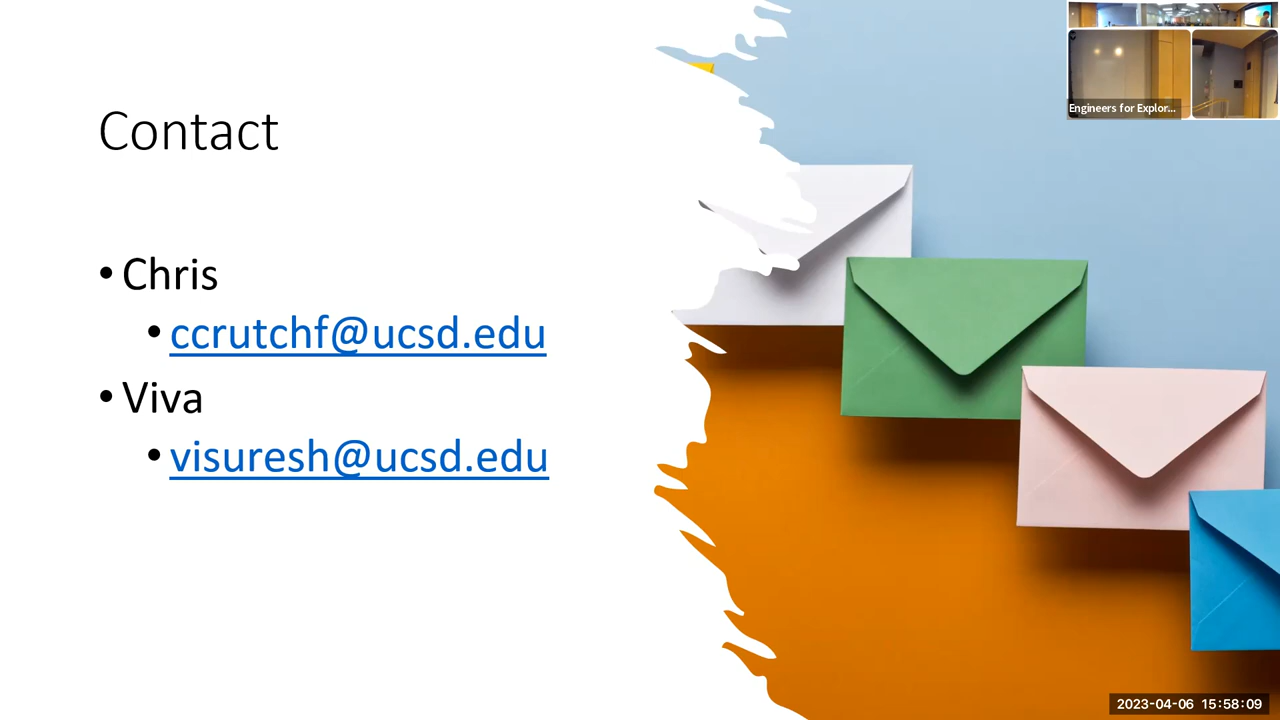 Contact
• Chris
• ccrutchf@ucsd.edu
• Viva
• visuresh@ucsd.edu
Engineers for Explor...
2023-04-06 15:58:09